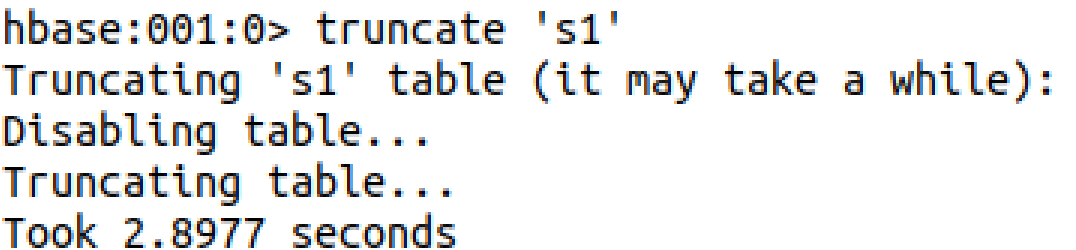 hbase:001:0> truncate 's1'
Truncating 's1' table (it may take a while):
Disabling table...
Truncating table...
Took 2.8977 seconds